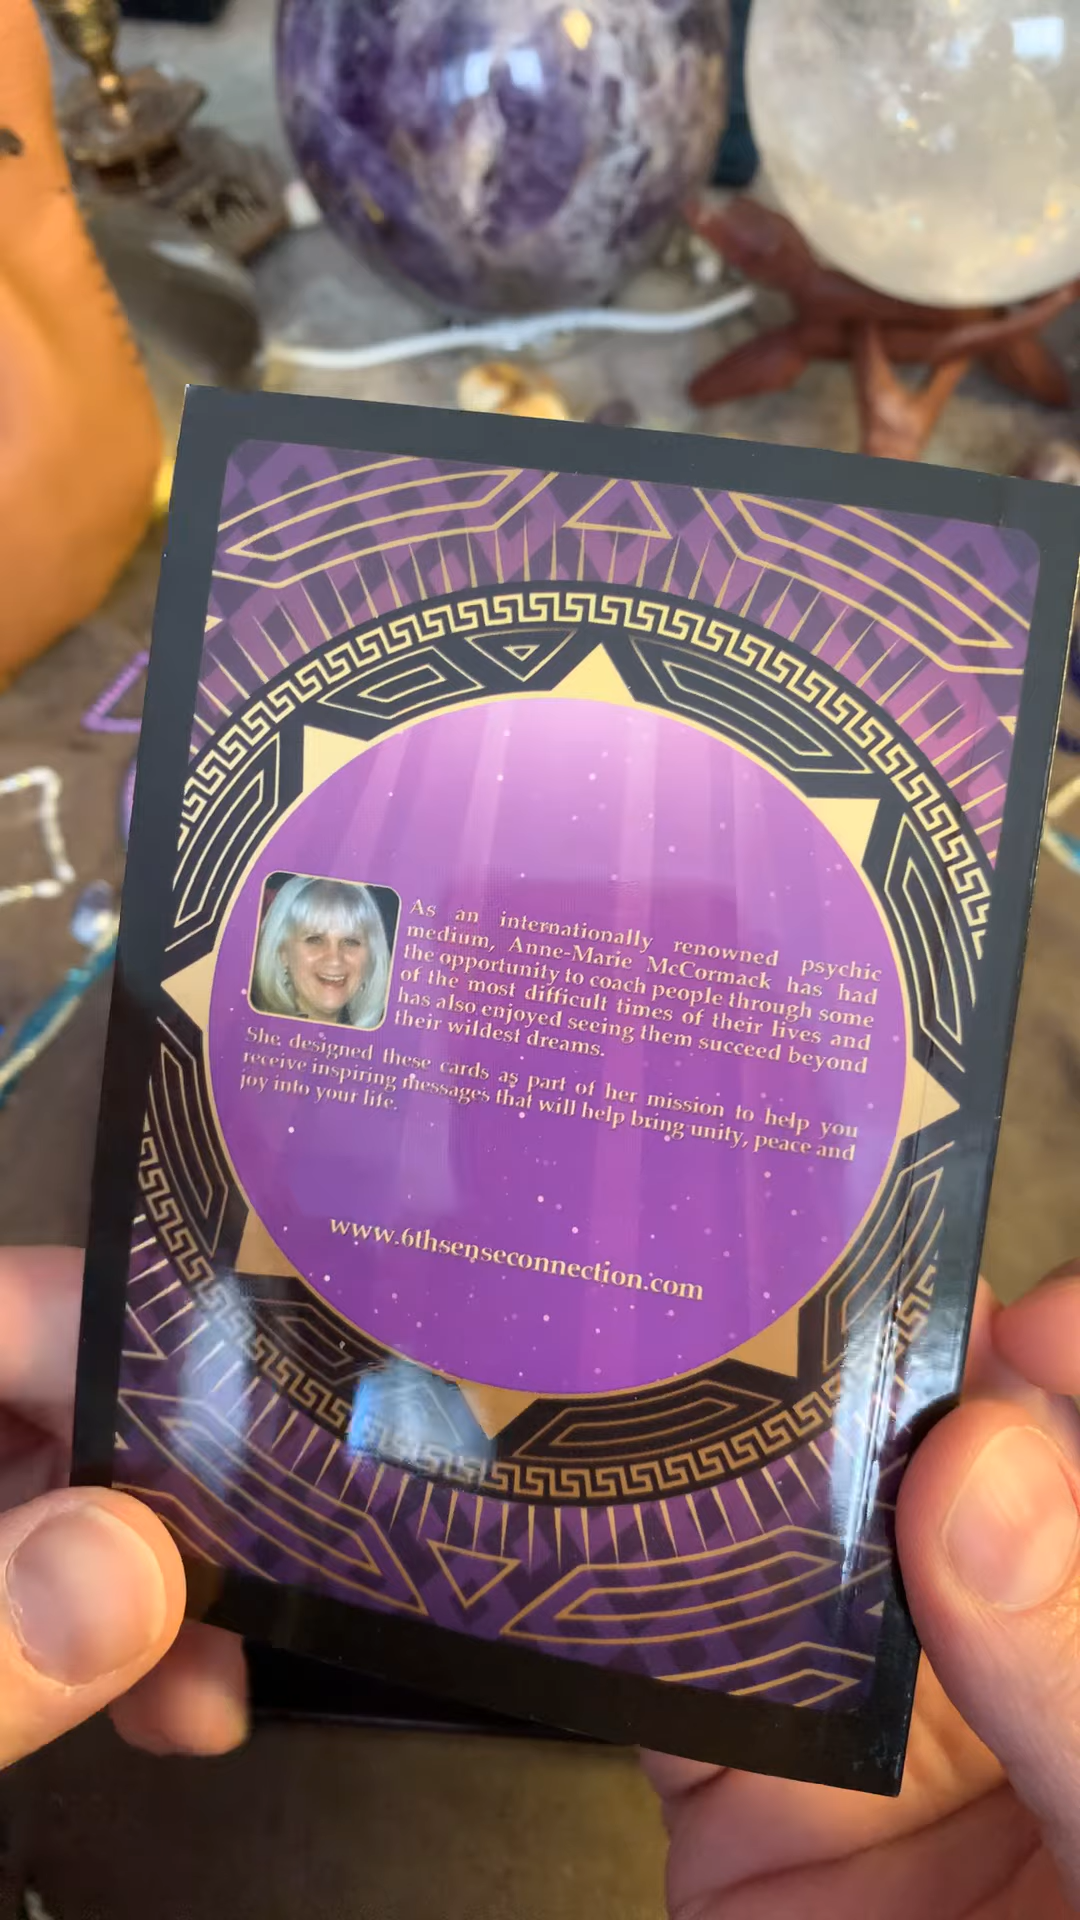 As an internationally renowned psychic
medium, Anne-Marie McCormack has had
the opportunity to coach people through some
of the most difficult times of their lives and
has also enjoyed seeing them succeed beyond
their wildest dreams.
She designed these cards as part of her mission to help you
receive inspiring messages that will help bring unity, peace and
joy into your life.
www.6thsenseconnection.com